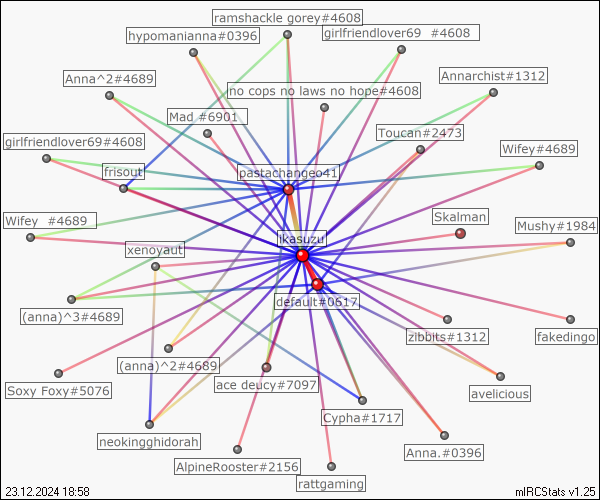 ramshackle gorey#4608
hypomanianna#0396
girlfriendlover69 #4608
Anna^2#4689
Annarchist#1312
no cops no laws no hope#4608
Mad #6901
Toucan#2473
girlfriendlover69#4608
Wifey#4689
frisout
pastachangeo41
Wifey #4689
Skalman
Mushy#1984
xenoyaut
ikasuzu
default#0617
(anna)^3#4689
zibbits#1312
fakedingo
(anna)^2#4689
Soxy Foxy#5076
ace deucy#7097
avelicious
Cypha#1717
neokingghidorah
Anna.#0396
AlpineRooster#2156
rattgaming
23.12.2024 18:58
mIRCStats v1.25